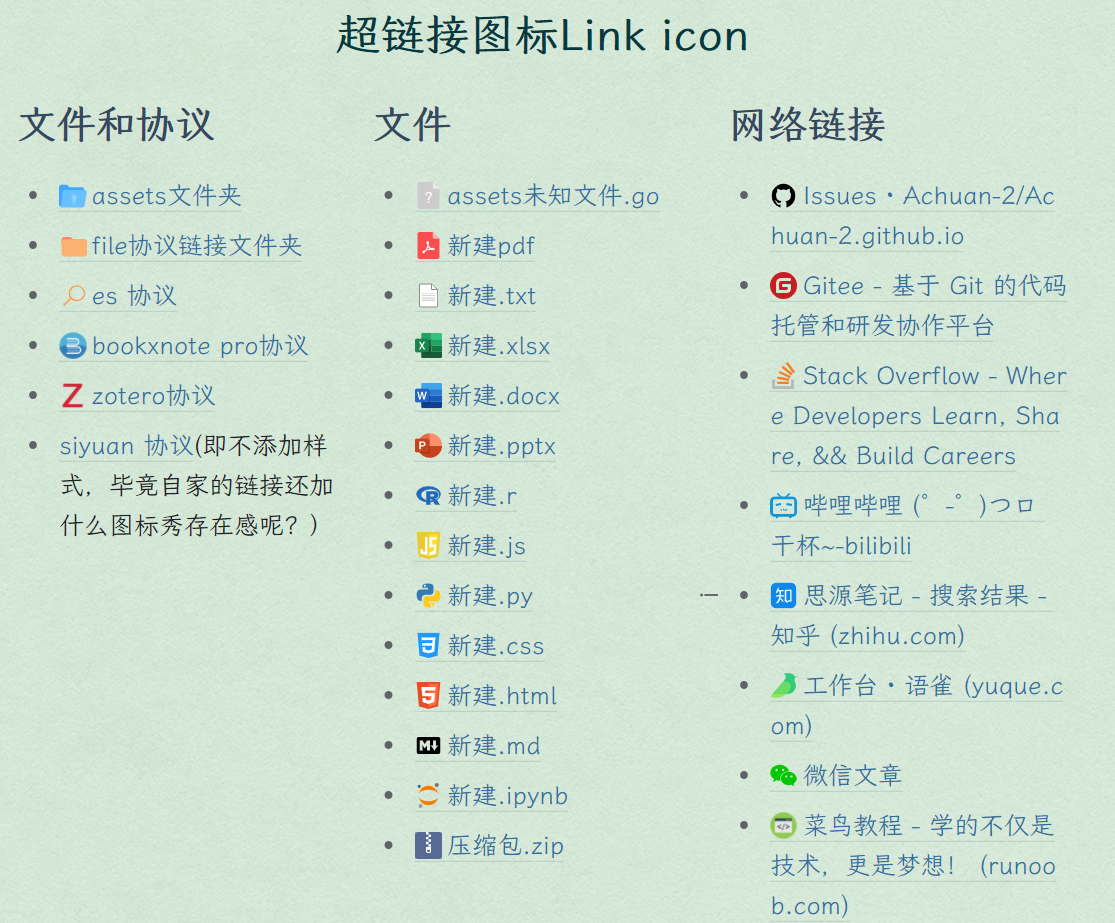 超链接图标Link icon
文件和协议
assets文件夹
file协议链接文件夹
es 协议
bookxnote pro协议
zotero协议
siyuan 协议(即不添加样
式，毕竟自家的链接还加
什么图标秀存在感呢？)
文件
assets未知文件.go
新建pdf
新建.txt
新建.xlsx
新建.docx
新建.pptx
新建.r
新建.js
新建.py
新建.css
新建.html
新建.md
新建.ipynb
压缩包.zip
网络链接
Issues · Achuan-2/Ac
huan-2.github.io
Gitee - 基于 Git 的代码
托管和研发协作平台
Stack Overflow - Wher
e Developers Learn, Sha
re, && Build Careers
哔哩哔哩 (゜-゜)つロ
干杯~-bilibili
思源笔记 - 搜索结果 -
知乎 (zhihu.com)
工作台 · 语雀 (yuque.c
om)
微信文章
菜鸟教程 - 学的不仅是
技术，更是梦想！ (runoo
b.com)